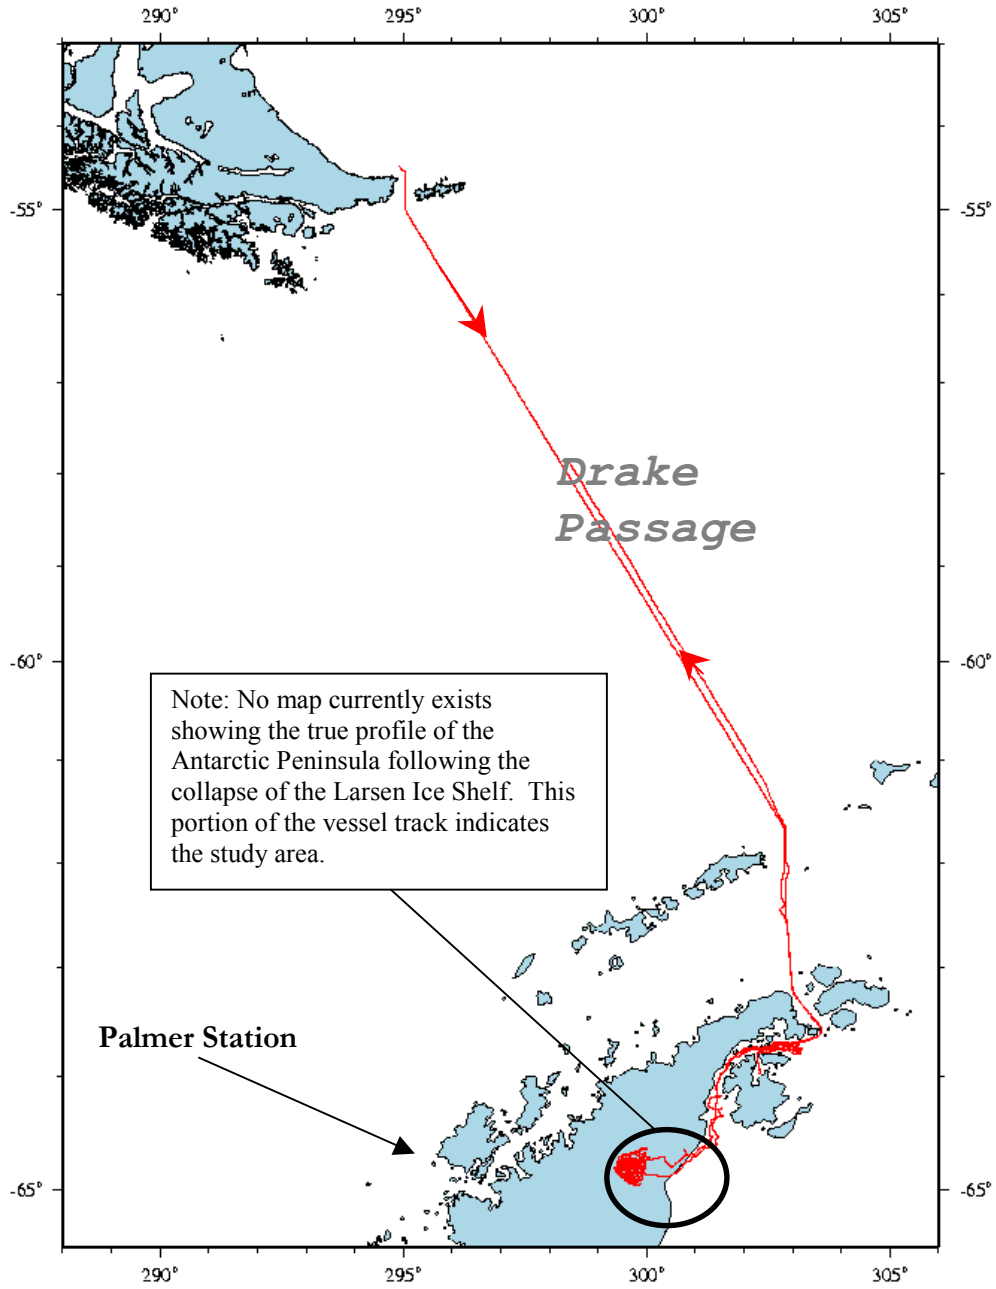 290° 295° 300° 305°
-55° -55°
Drake
Passage
-60° -60°
Note: No map currently exists
showing the true profile of the
Antarctic Peninsula following the
collapse of the Larsen Ice Shelf.  This
portion of the vessel track indicates
the study area.
Palmer Station
-65° -65°
290° 295° 300° 305°